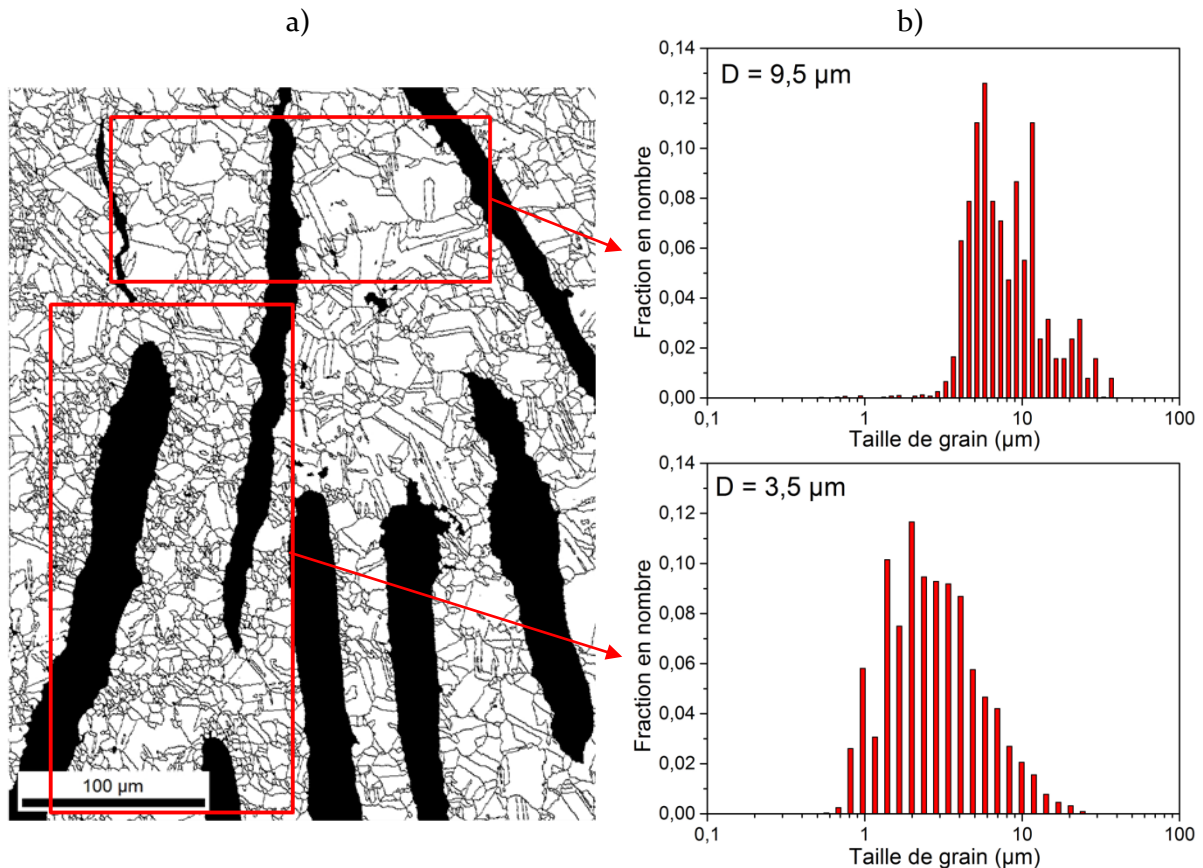 a)
b)
100 µm
0,14
0,12
0,10
0,08
0,06
0,04
0,02
0,00
Fraction en nombre
D = 9,5 µm
0,1
1
10
100
Taille de grain (µm)
0,14
0,12
0,10
0,08
0,06
0,04
0,02
0,00
Fraction en nombre
D = 3,5 µm
0,1
1
10
100
Taille de grain (µm)